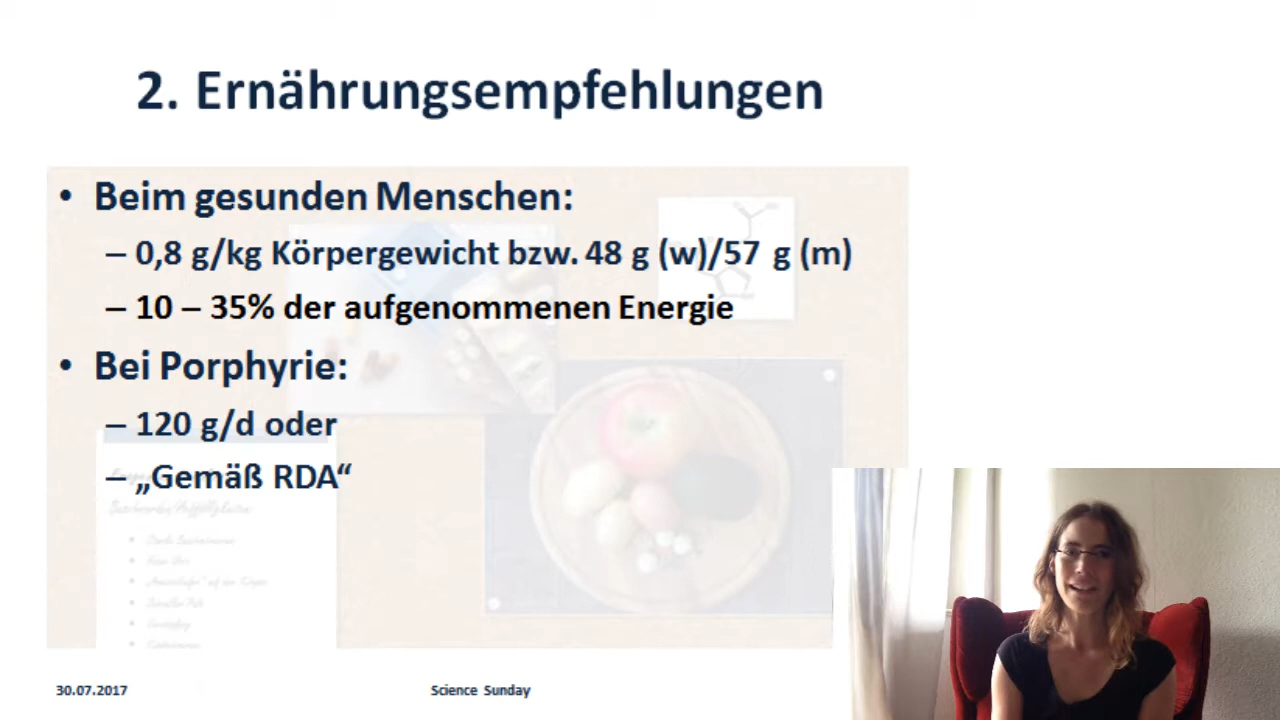 2. Ernährungsempfehlungen
• Beim gesunden Menschen:
– 0,8 g/kg Körpergewicht bzw. 48 g (w)/57 g (m)
– 10 – 35% der aufgenommenen Energie
• Bei Porphyrie:
– 120 g/d oder
– „Gemäß RDA“
30.07.2017
Science Sunday